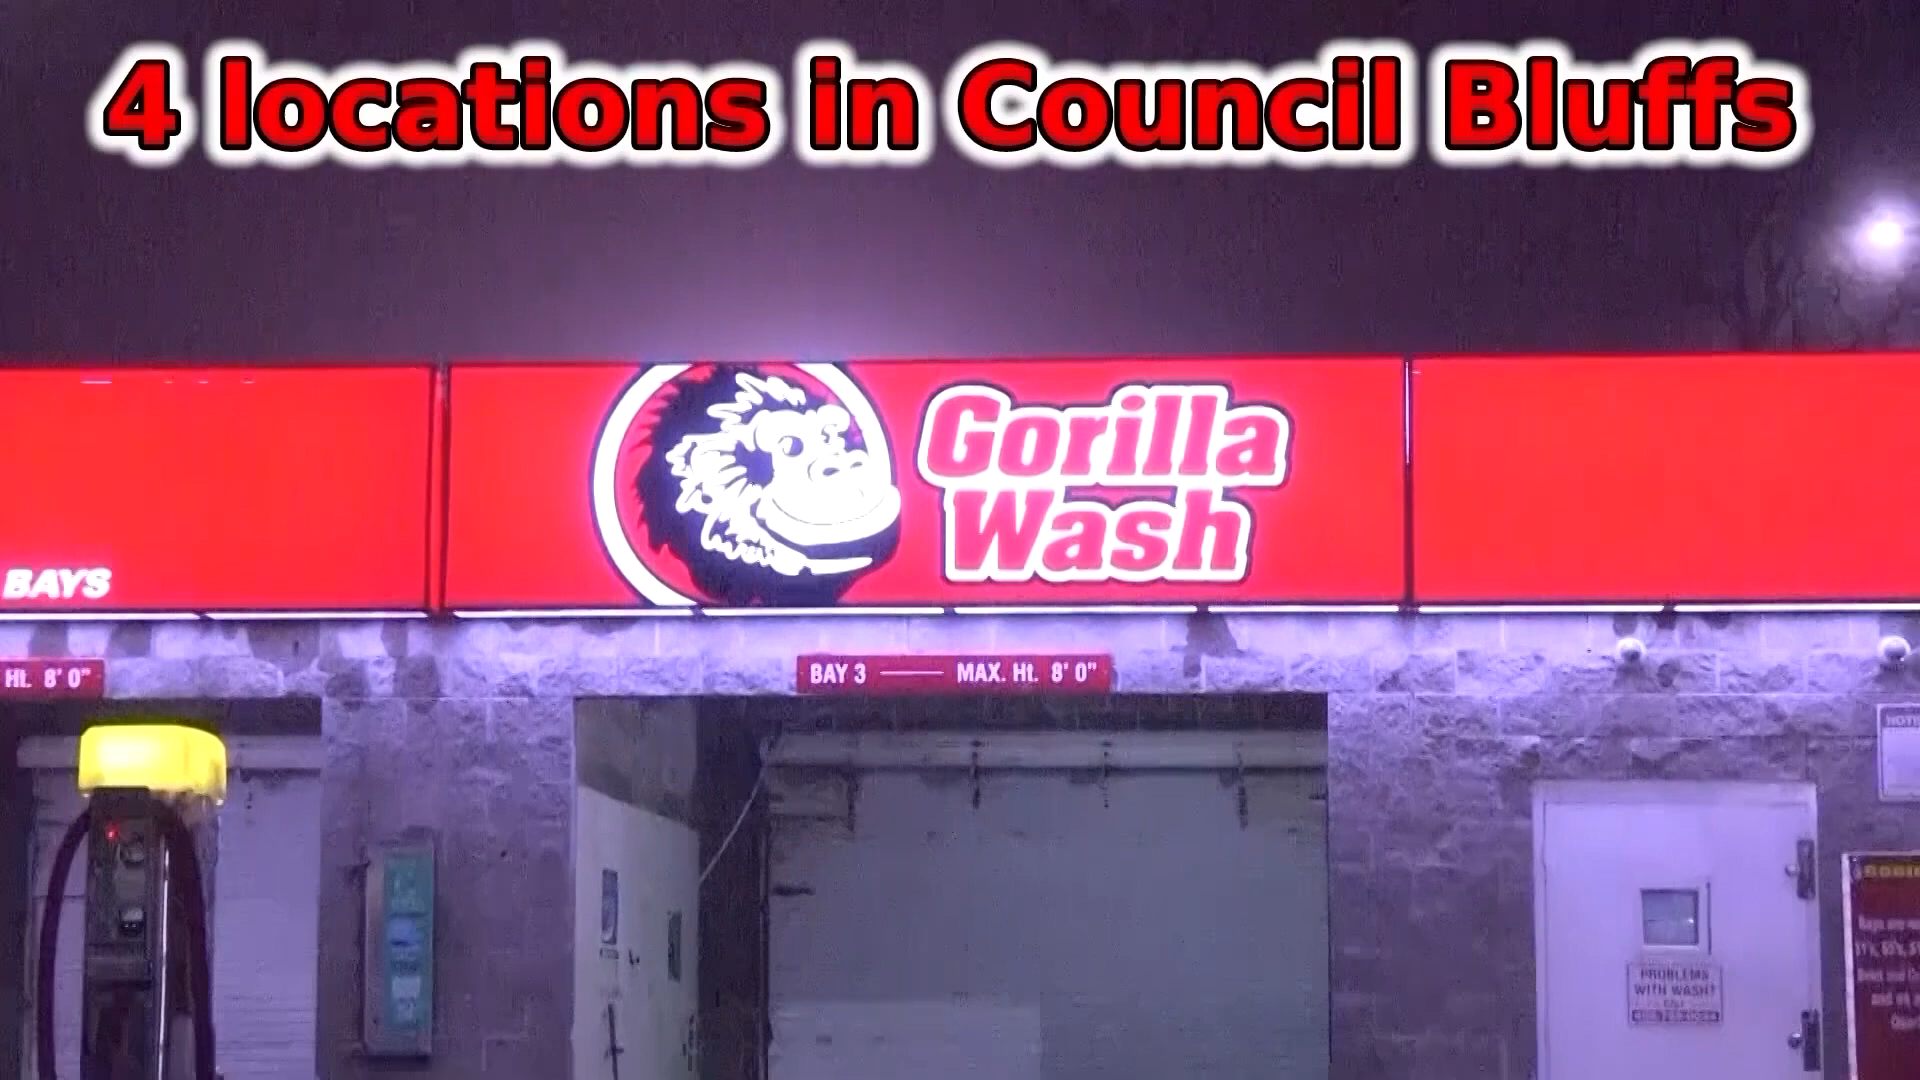 4 locations in Council Bluffs
Gorilla
Wash
BAYS
Ht. 8' 0"
BAY 3 MAX. Ht. 8' 0"
PROBLEMS
WITH WASH?